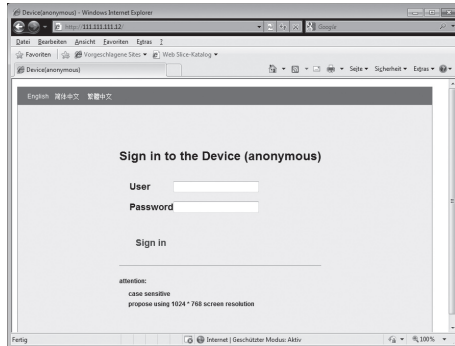 Device(anonymous) - Windows Internet Explorer
http://111.111.111.12/
Google
Datei Bearbeiten Ansicht Favoriten Extras ?
Favoriten Vorgeschlagene Sites Web Slice-Katalog
Device(anonymous)
Seite Sicherheit Extras
English 简体中文 繁體中文
Sign in to the Device (anonymous)
User
Password
Sign in
attention:
case sensitive
propose using 1024 * 768 screen resolution
Fertig
Internet | Geschützter Modus: Aktiv
100%